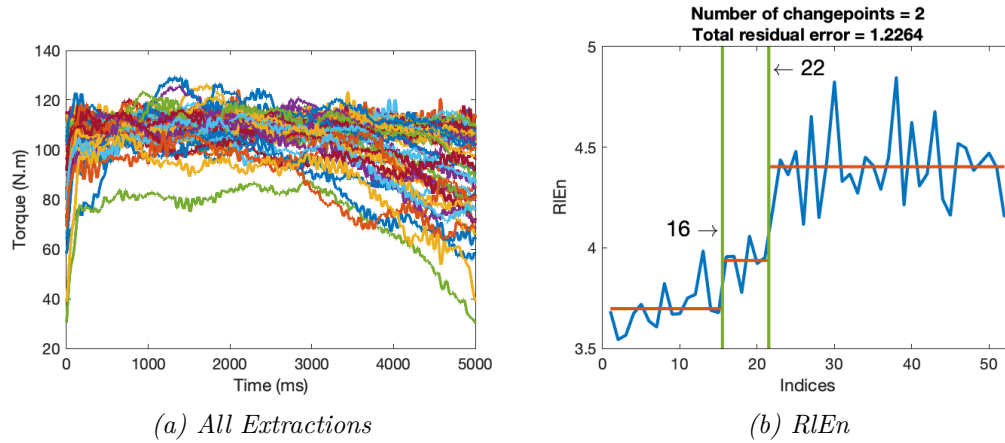 140
120
100
80
60
40
20
Torque (N.m)
0 1000 2000 3000 4000 5000
Time (ms)
(a) All Extractions
Number of changepoints = 2
Total residual error = 1.2264
5
4.5
4
3.5
RlEn
← 22
16 →
0 10 20 30 40 50
Indices
(b) RlEn